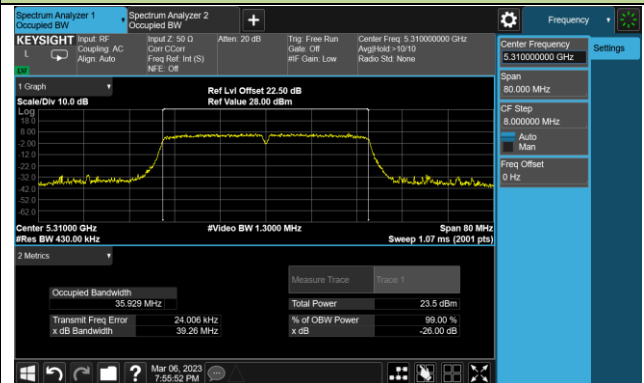 Spectrum Analyzer 1
Occupied BW
Spectrum Analyzer 2
Occupied BW
Frequency
KEYSIGHT
L
Input: RF
Coupling: AC
Align: Auto
Input Z: 50 Ω
Corr CCorr
Freq Ref: Int (S)
NFE: Off
Atten: 20 dB
Trig: Free Run
Gate: Off
#IF Gain: Low
Center Freq: 5.310000000 GHz
Avg|Hold:>10/10
Radio Std: None
Center Frequency
5.310000000 GHz
Settings
Span
80.000 MHz
CF Step
8.000000 MHz
Auto
Man
Freq Offset
0 Hz
1 Graph
Scale/Div 10.0 dB
Ref Lvl Offset 22.50 dB
Ref Value 28.00 dBm
Log
18.0
8.00
-2.00
-12.0
-22.0
-32.0
-42.0
-52.0
-62.0
Center 5.31000 GHz
#Res BW 430.00 kHz
#Video BW 1.3000 MHz
Span 80 MHz
Sweep 1.07 ms (2001 pts)
2 Metrics
Measure Trace
Trace 1
Occupied Bandwidth
35.929 MHz
Total Power
23.5 dBm
Transmit Freq Error
24.006 kHz
% of OBW Power
99.00 %
x dB Bandwidth
39.26 MHz
x dB
-26.00 dB
?
Mar 06, 2023
7:55:52 PM